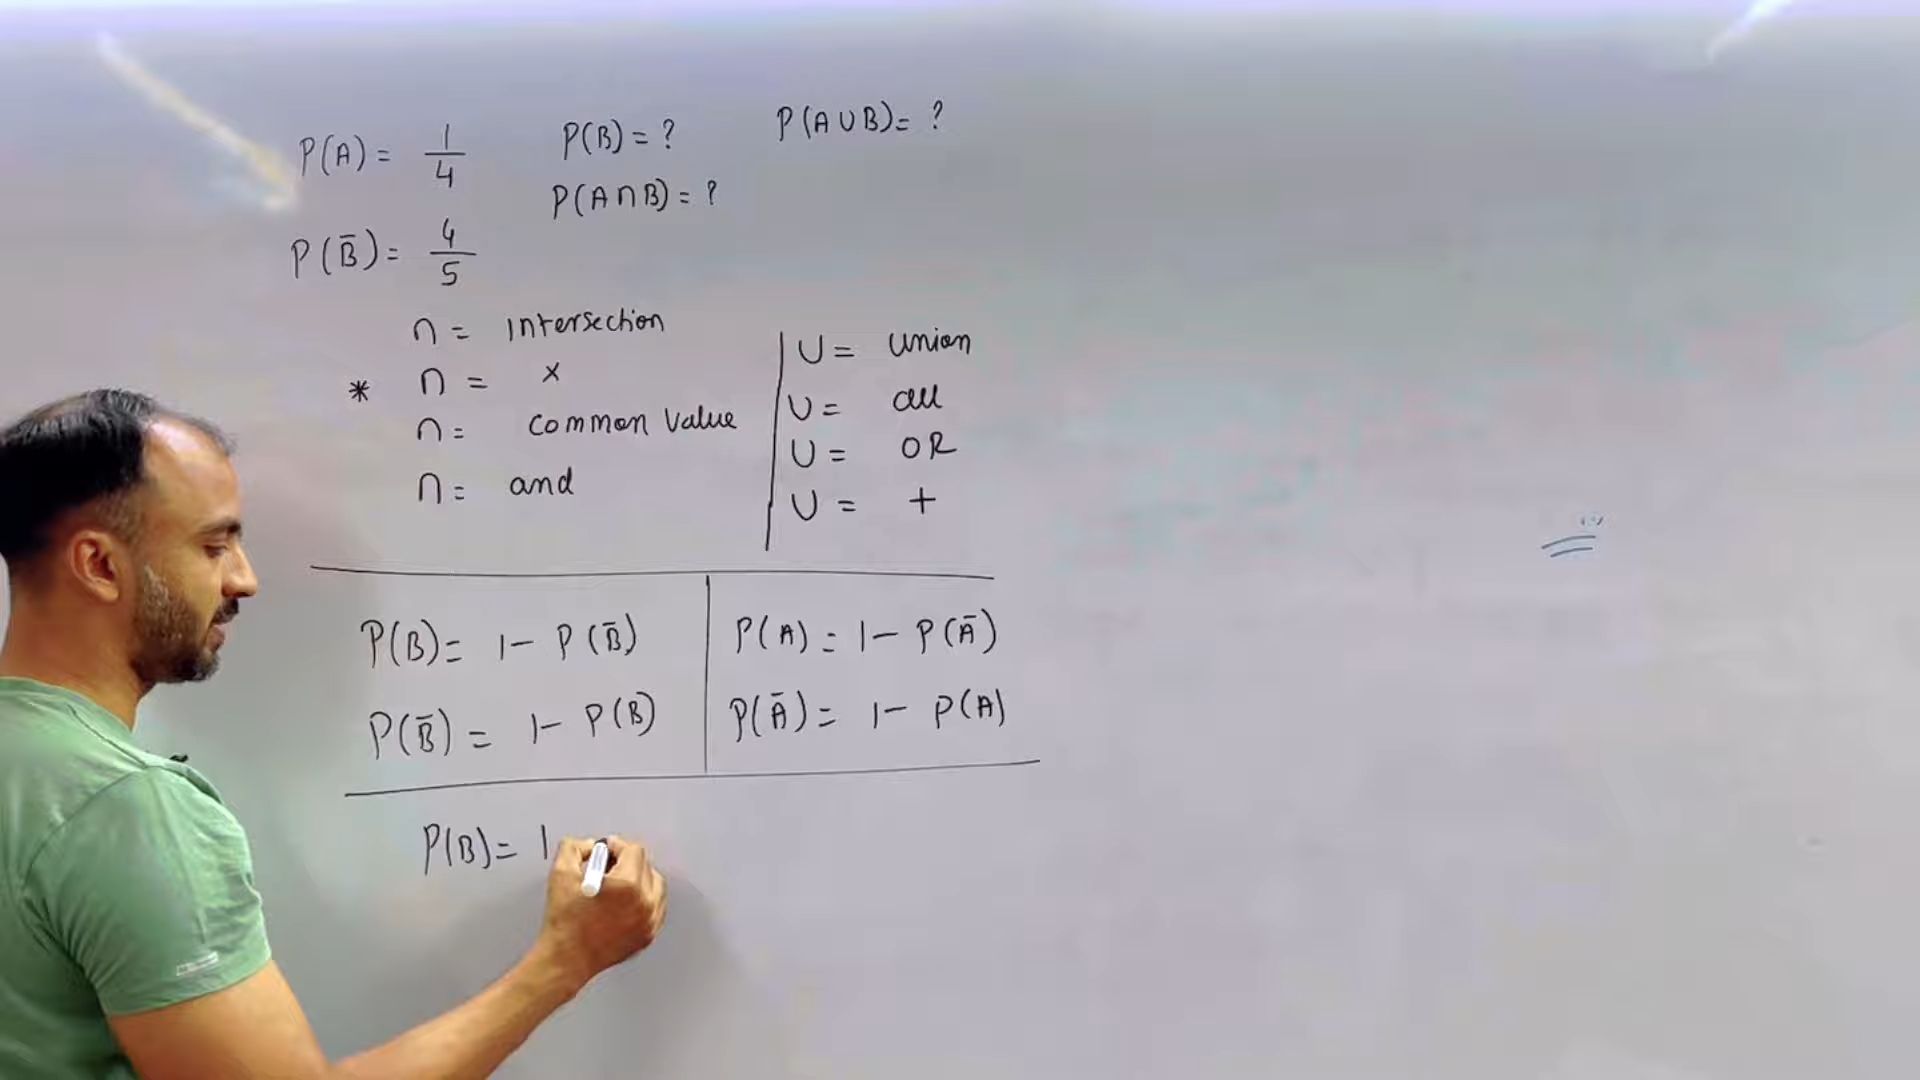 P(A) = 1/4
P(B) = ?
P(A∪B) = ?
P(A∩B) = ?
P(B̄) = 4/5
∩ = Intersection
* ∩ = ×
∩ = Common Value
∩ = and
∪ = Union
∪ = all
∪ = OR
∪ = +
P(B) = 1 - P(B̄)
P(B̄) = 1 - P(B)
P(A) = 1 - P(Ā)
P(Ā) = 1 - P(A)
P(B) = 1